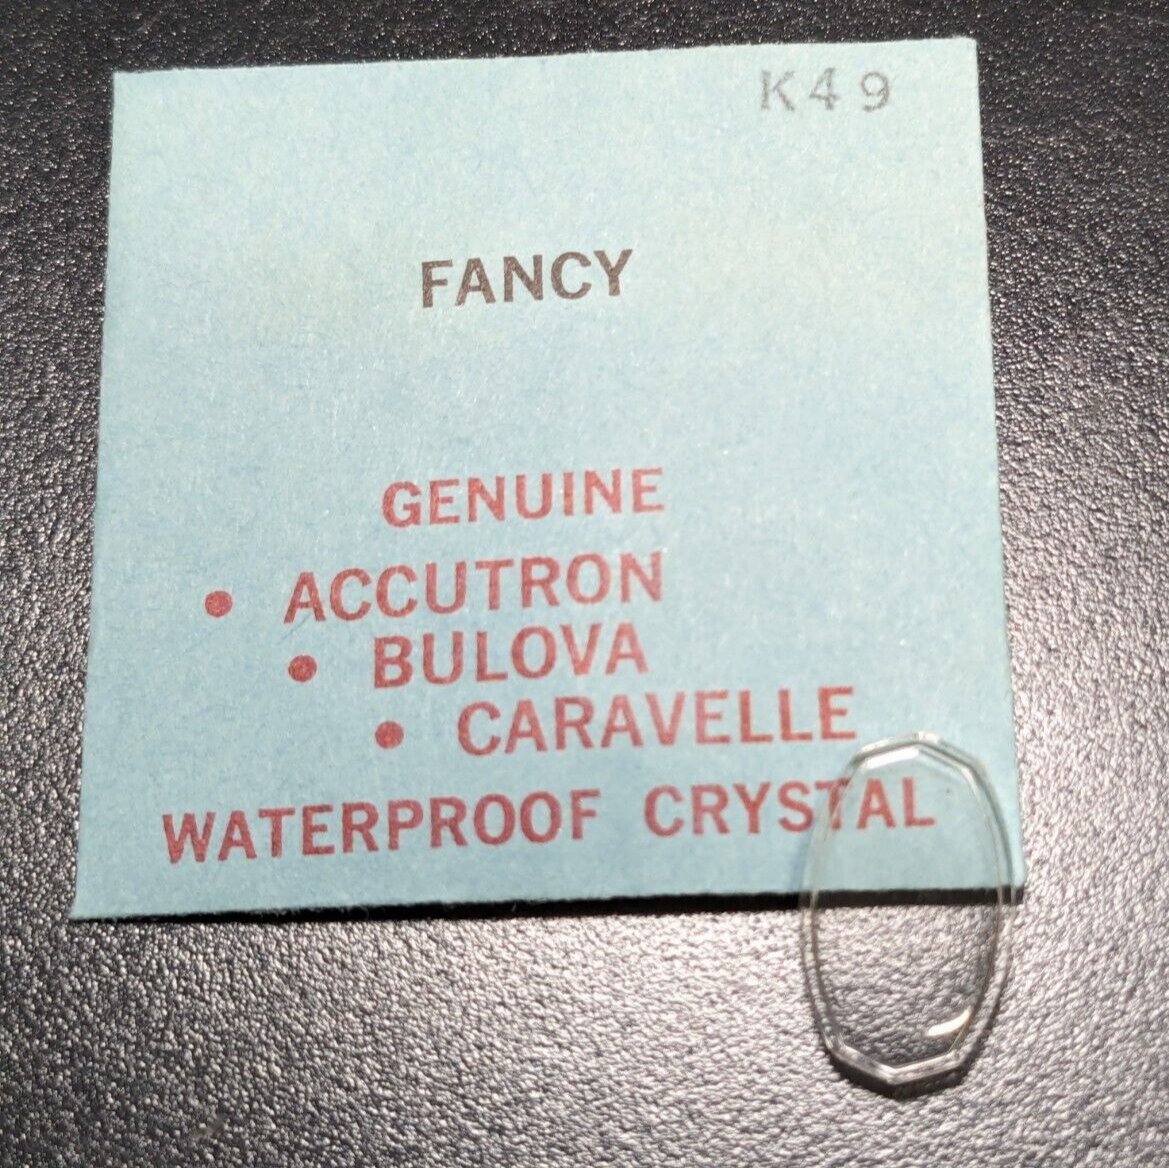 K49
FANCY
GENUINE
• ACCUTRON
• BULOVA
• CARAVELLE
WATERPROOF CRYSTAL